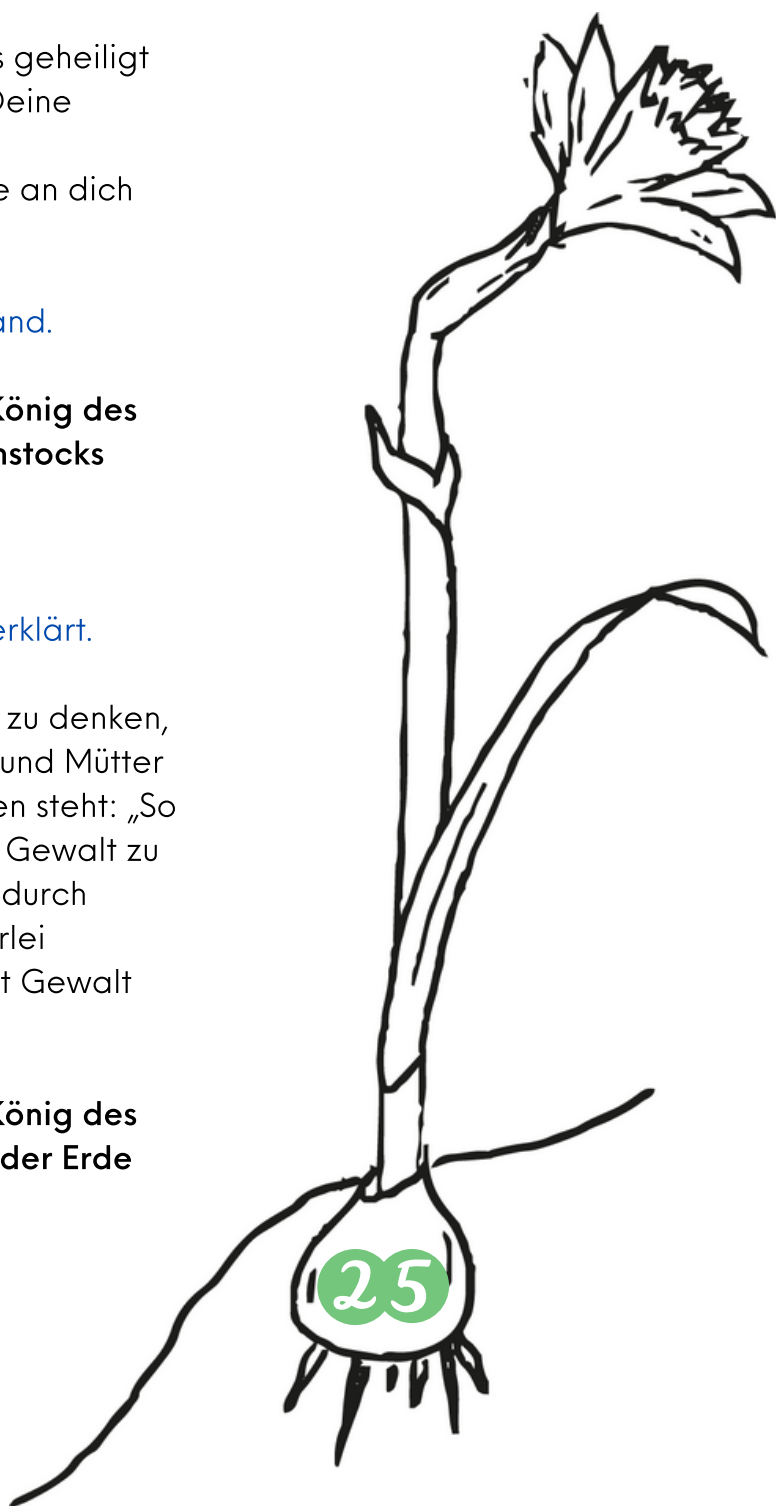 s geheiligt
Deine
e an dich
and.
König des
nstocks
erklärt.
zu denken,
und Mütter
en steht: „So
Gewalt zu
durch
rlei
t Gewalt
König des
der Erde
25